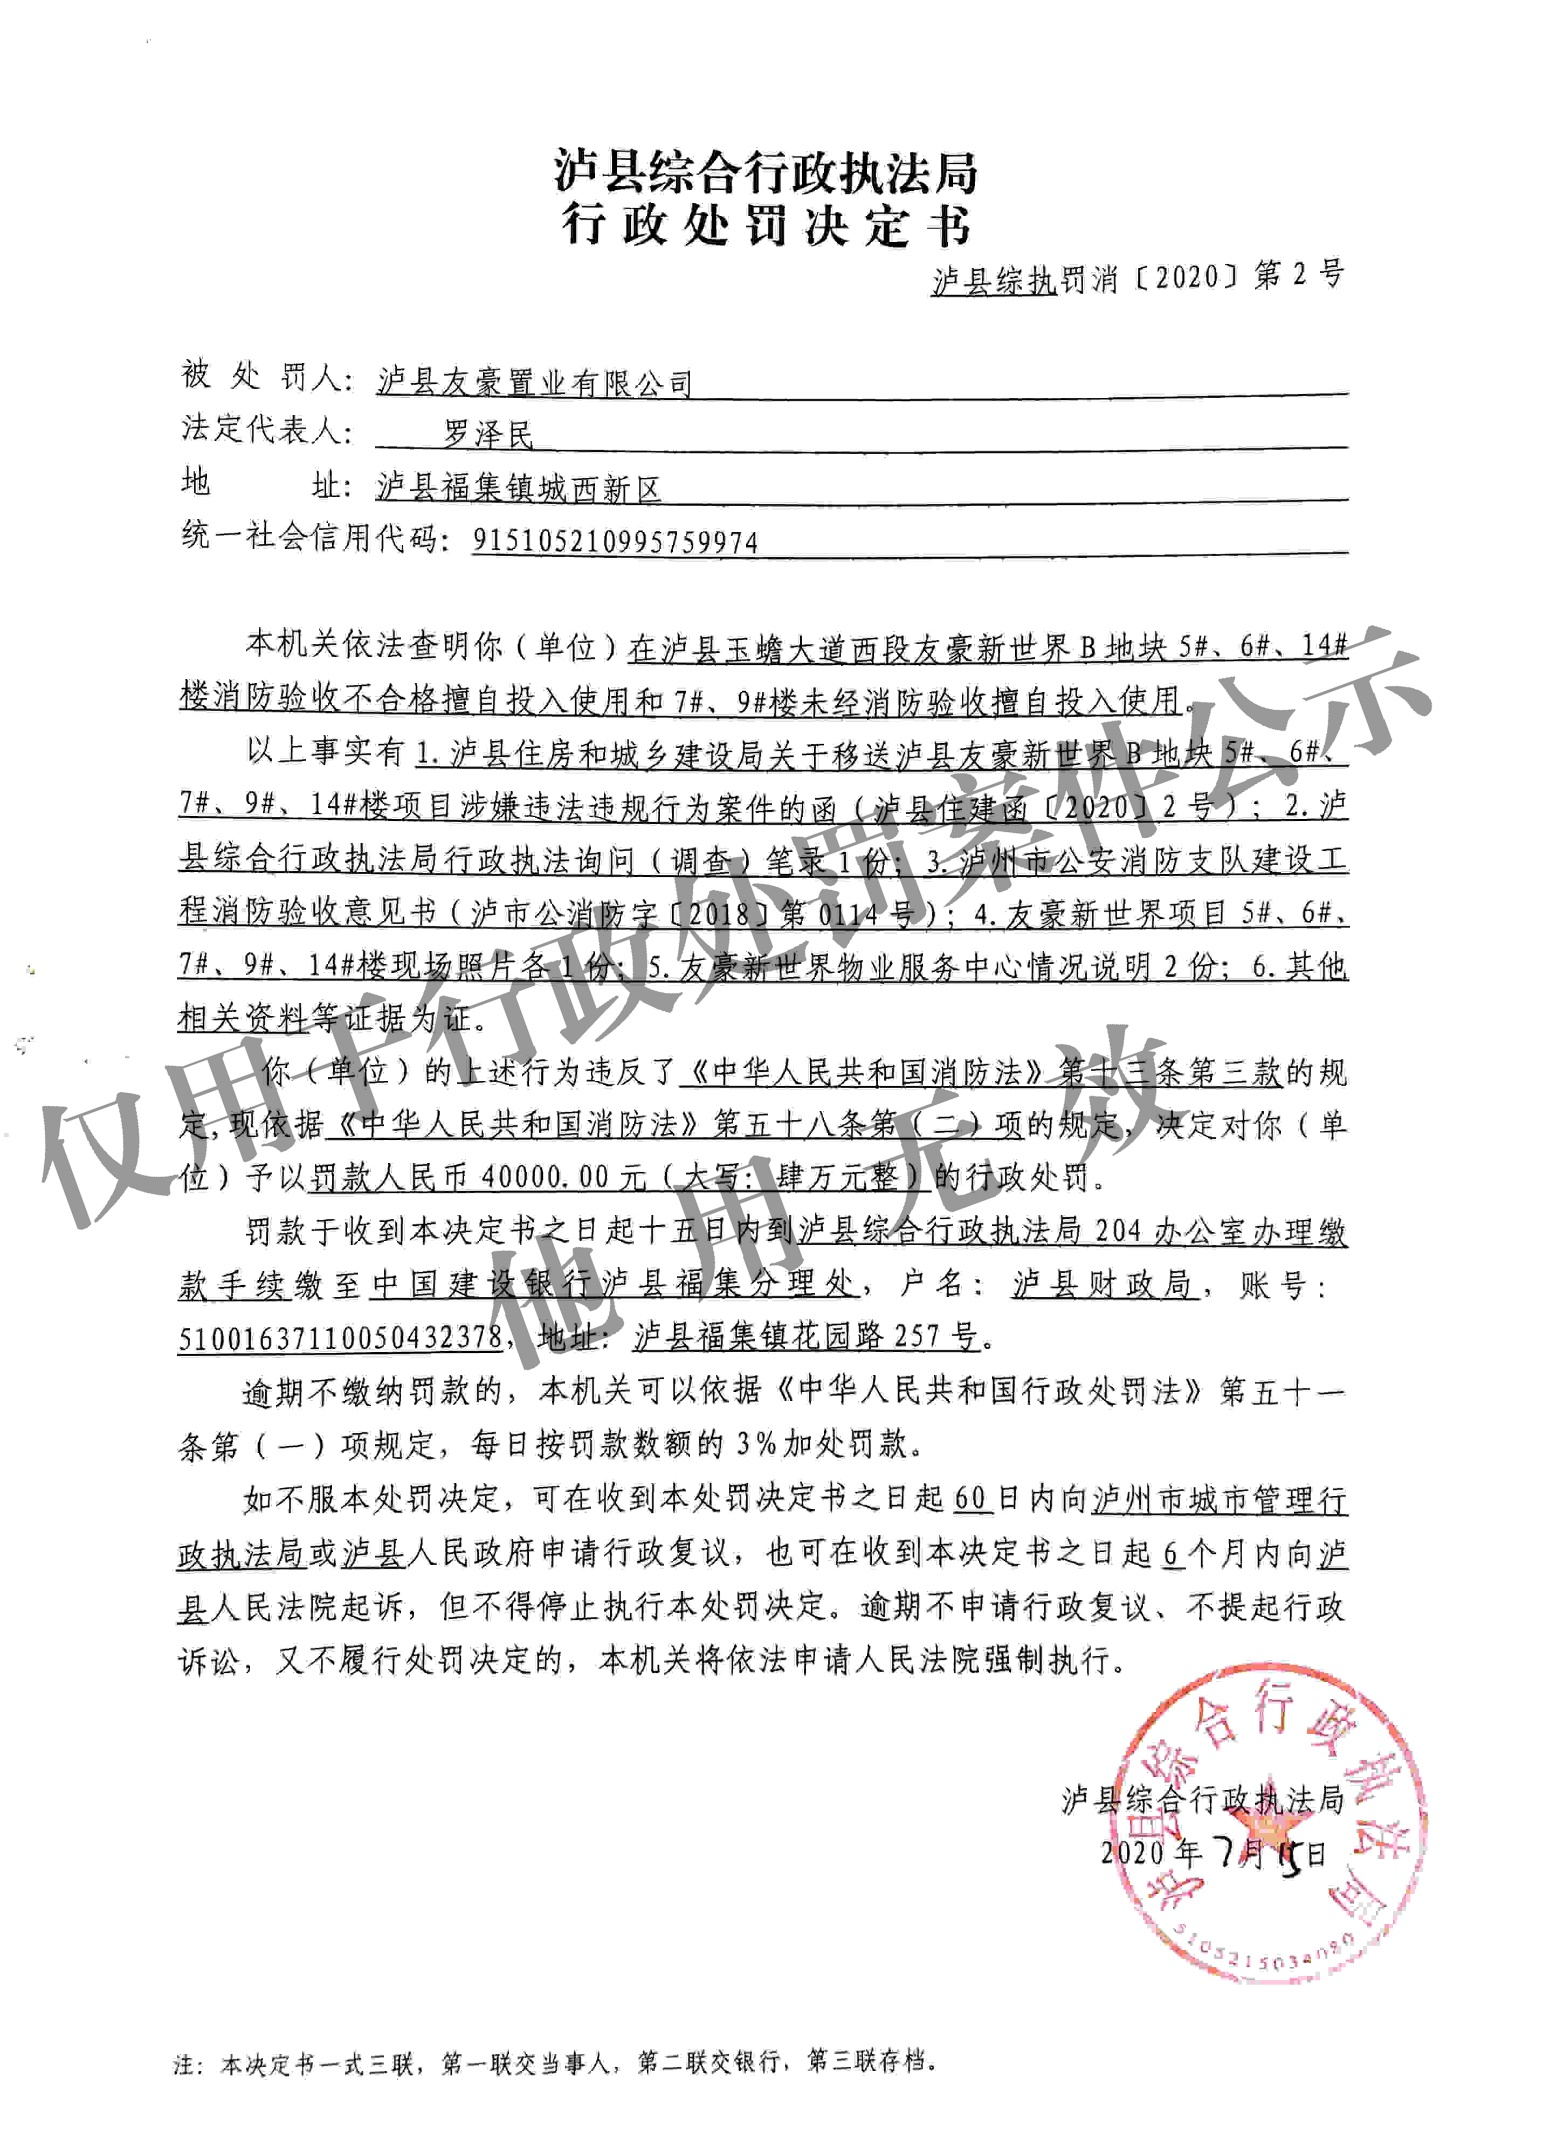 泸县综合行政执法局
行政处罚决定书
泸县综执罚消〔2020〕第2号
被处罚人：泸县友豪置业有限公司
法定代表人：罗泽民
地址：泸县福集镇城西新区
统一社会信用代码：915105210995759974
本机关依法查明你（单位）在泸县玉蟾大道西段友豪新世界B地块5#、6#、14#
楼消防验收不合格擅自投入使用和7#、9#楼未经消防验收擅自投入使用。
以上事实有1.泸县住房和城乡建设局关于移送泸县友豪新世界B地块5#、6#、
7#、9#、14#楼项目涉嫌违法违规行为案件的函（泸县住建函〔2020〕2号）；2.泸
县综合行政执法局行政执法询问（调查）笔录1份；3.泸州市公安消防支队建设工
程消防验收意见书（泸市公消防字〔2018〕第0114号）；4.友豪新世界项目5#、6#、
7#、9#、14#楼现场照片各1份；5.友豪新世界物业服务中心情况说明2份；6.其他
相关资料等证据为证。
你（单位）的上述行为违反了《中华人民共和国消防法》第十三条第三款的规
定,现依据《中华人民共和国消防法》第五十八条第（二）项的规定，决定对你（单
位）予以罚款人民币40000.00元（大写：肆万元整）的行政处罚。
罚款于收到本决定书之日起十五日内到泸县综合行政执法局204办公室办理缴
款手续缴至中国建设银行泸县福集分理处，户名：泸县财政局，账号：
51001637110050432378，地址：泸县福集镇花园路257号。
逾期不缴纳罚款的，本机关可以依据《中华人民共和国行政处罚法》第五十一
条第（一）项规定，每日按罚款数额的3%加处罚款。
如不服本处罚决定，可在收到本处罚决定书之日起60日内向泸州市城市管理行
政执法局或泸县人民政府申请行政复议，也可在收到本决定书之日起6个月内向泸
县人民法院起诉，但不得停止执行本处罚决定。逾期不申请行政复议、不提起行政
诉讼，又不履行处罚决定的，本机关将依法申请人民法院强制执行。
泸县综合行政执法局
2020年7月15日
泸县综合行政执法局
5105215034090
注：本决定书一式三联，第一联交当事人，第二联交银行，第三联存档。
仅用于行政处罚案件公示
他用无效